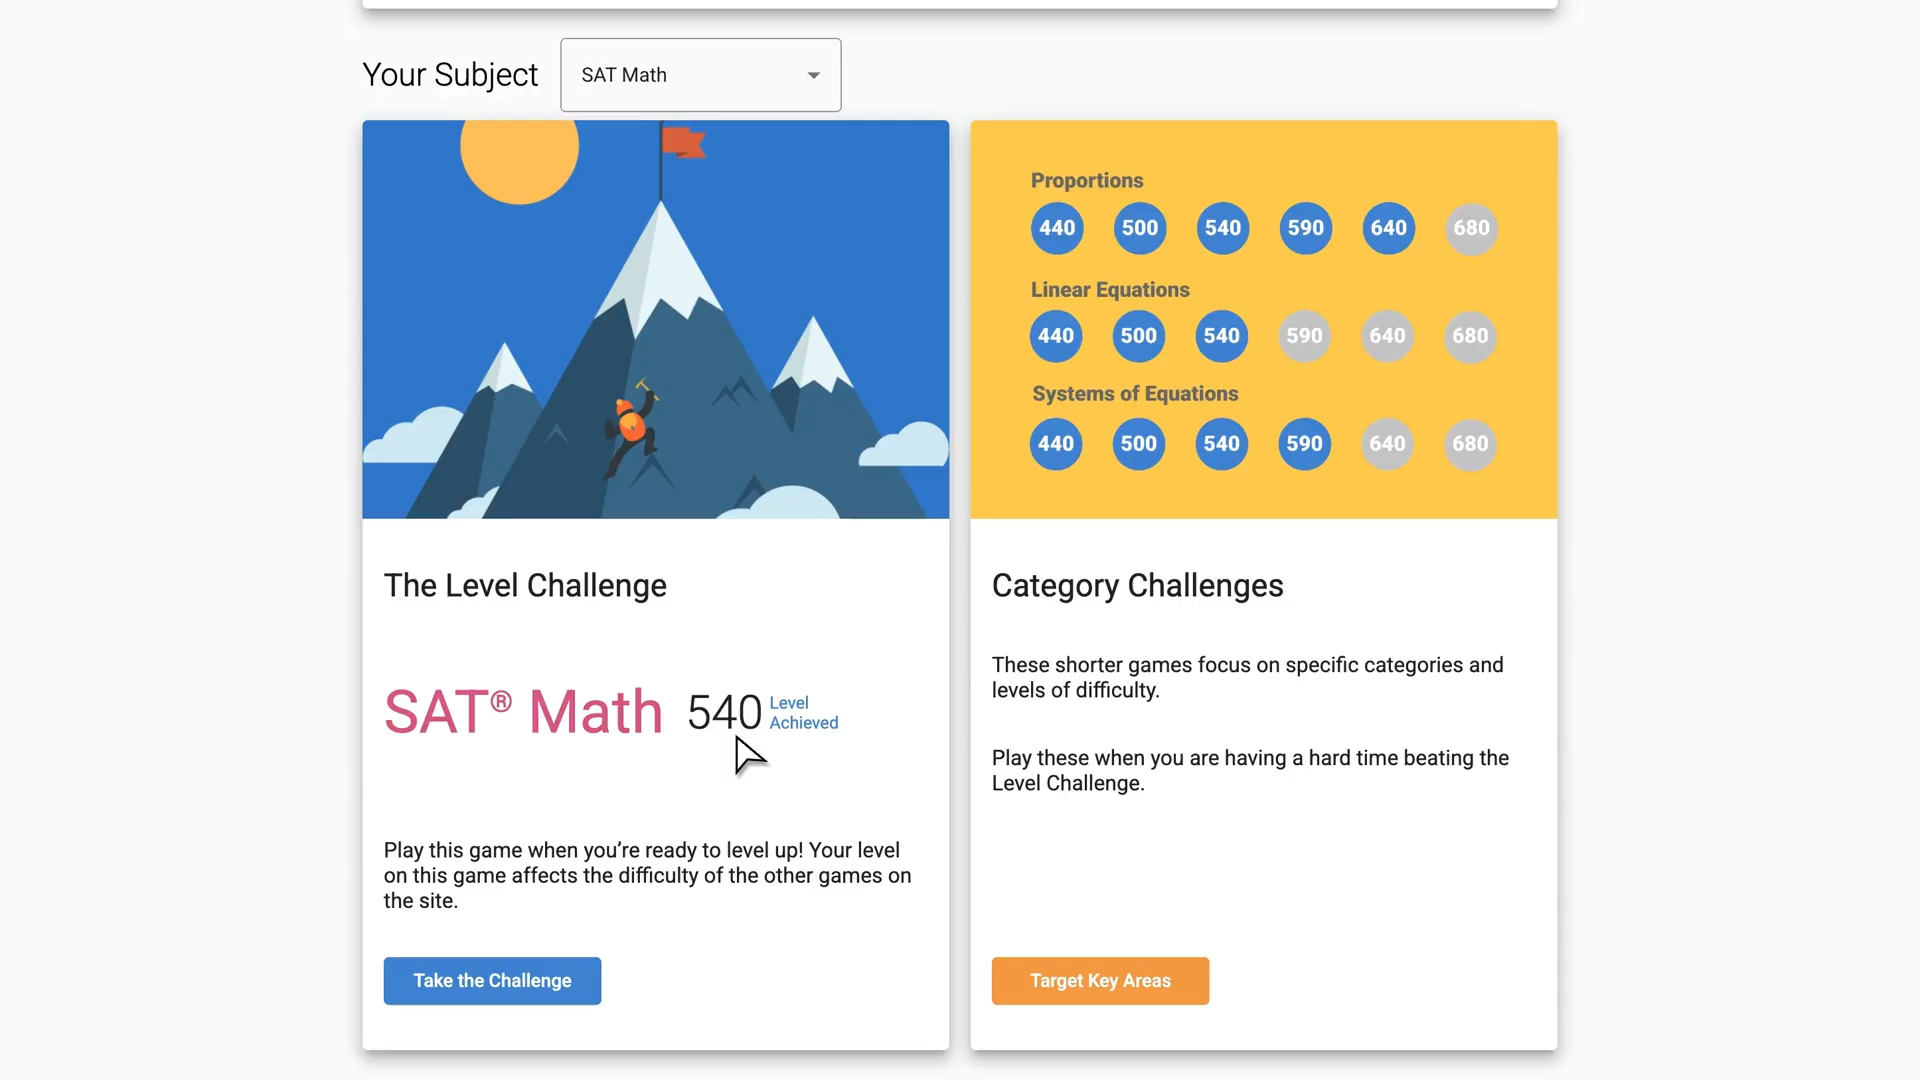 Your Subject
SAT Math
Proportions
440 500 540 590 640 680
Linear Equations
440 500 540 590 640 680
Systems of Equations
440 500 540 590 640 680
The Level Challenge
SAT® Math 540 Level Achieved
Play this game when you’re ready to level up! Your level
on this game affects the difficulty of the other games on
the site.
Take the Challenge
Category Challenges
These shorter games focus on specific categories and
levels of difficulty.
Play these when you are having a hard time beating the
Level Challenge.
Target Key Areas